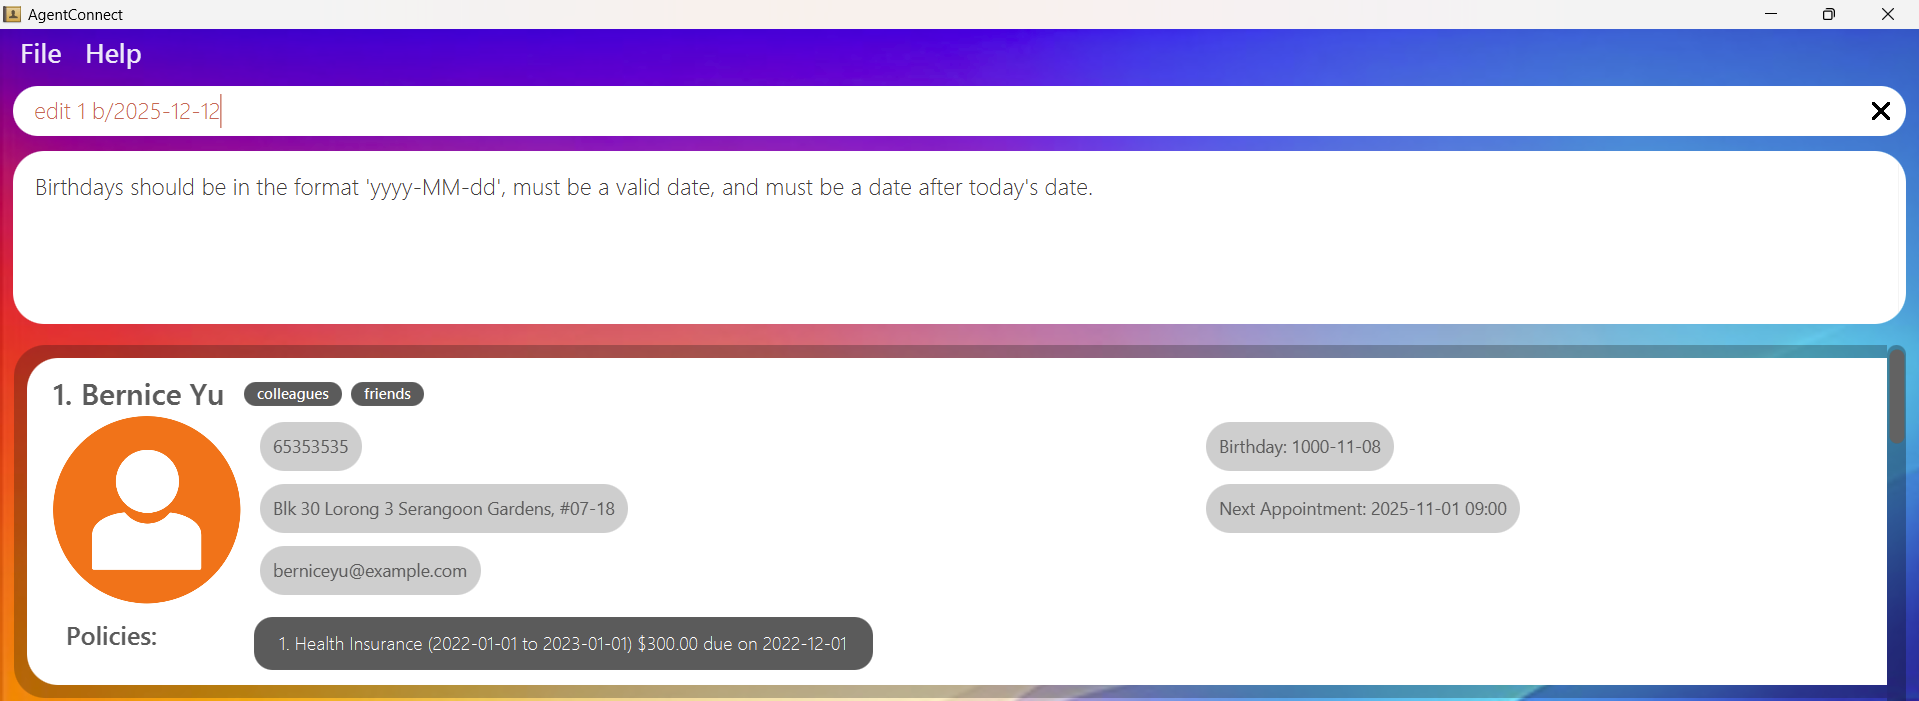 AgentConnect
File Help
edit 1 b/2025-12-12
Birthdays should be in the format 'yyyy-MM-dd', must be a valid date, and must be a date after today's date.
1. Bernice Yu colleagues friends
65353535 Birthday: 1000-11-08
Blk 30 Lorong 3 Serangoon Gardens, #07-18 Next Appointment: 2025-11-01 09:00
berniceyu@example.com
Policies: 1. Health Insurance (2022-01-01 to 2023-01-01) $300.00 due on 2022-12-01